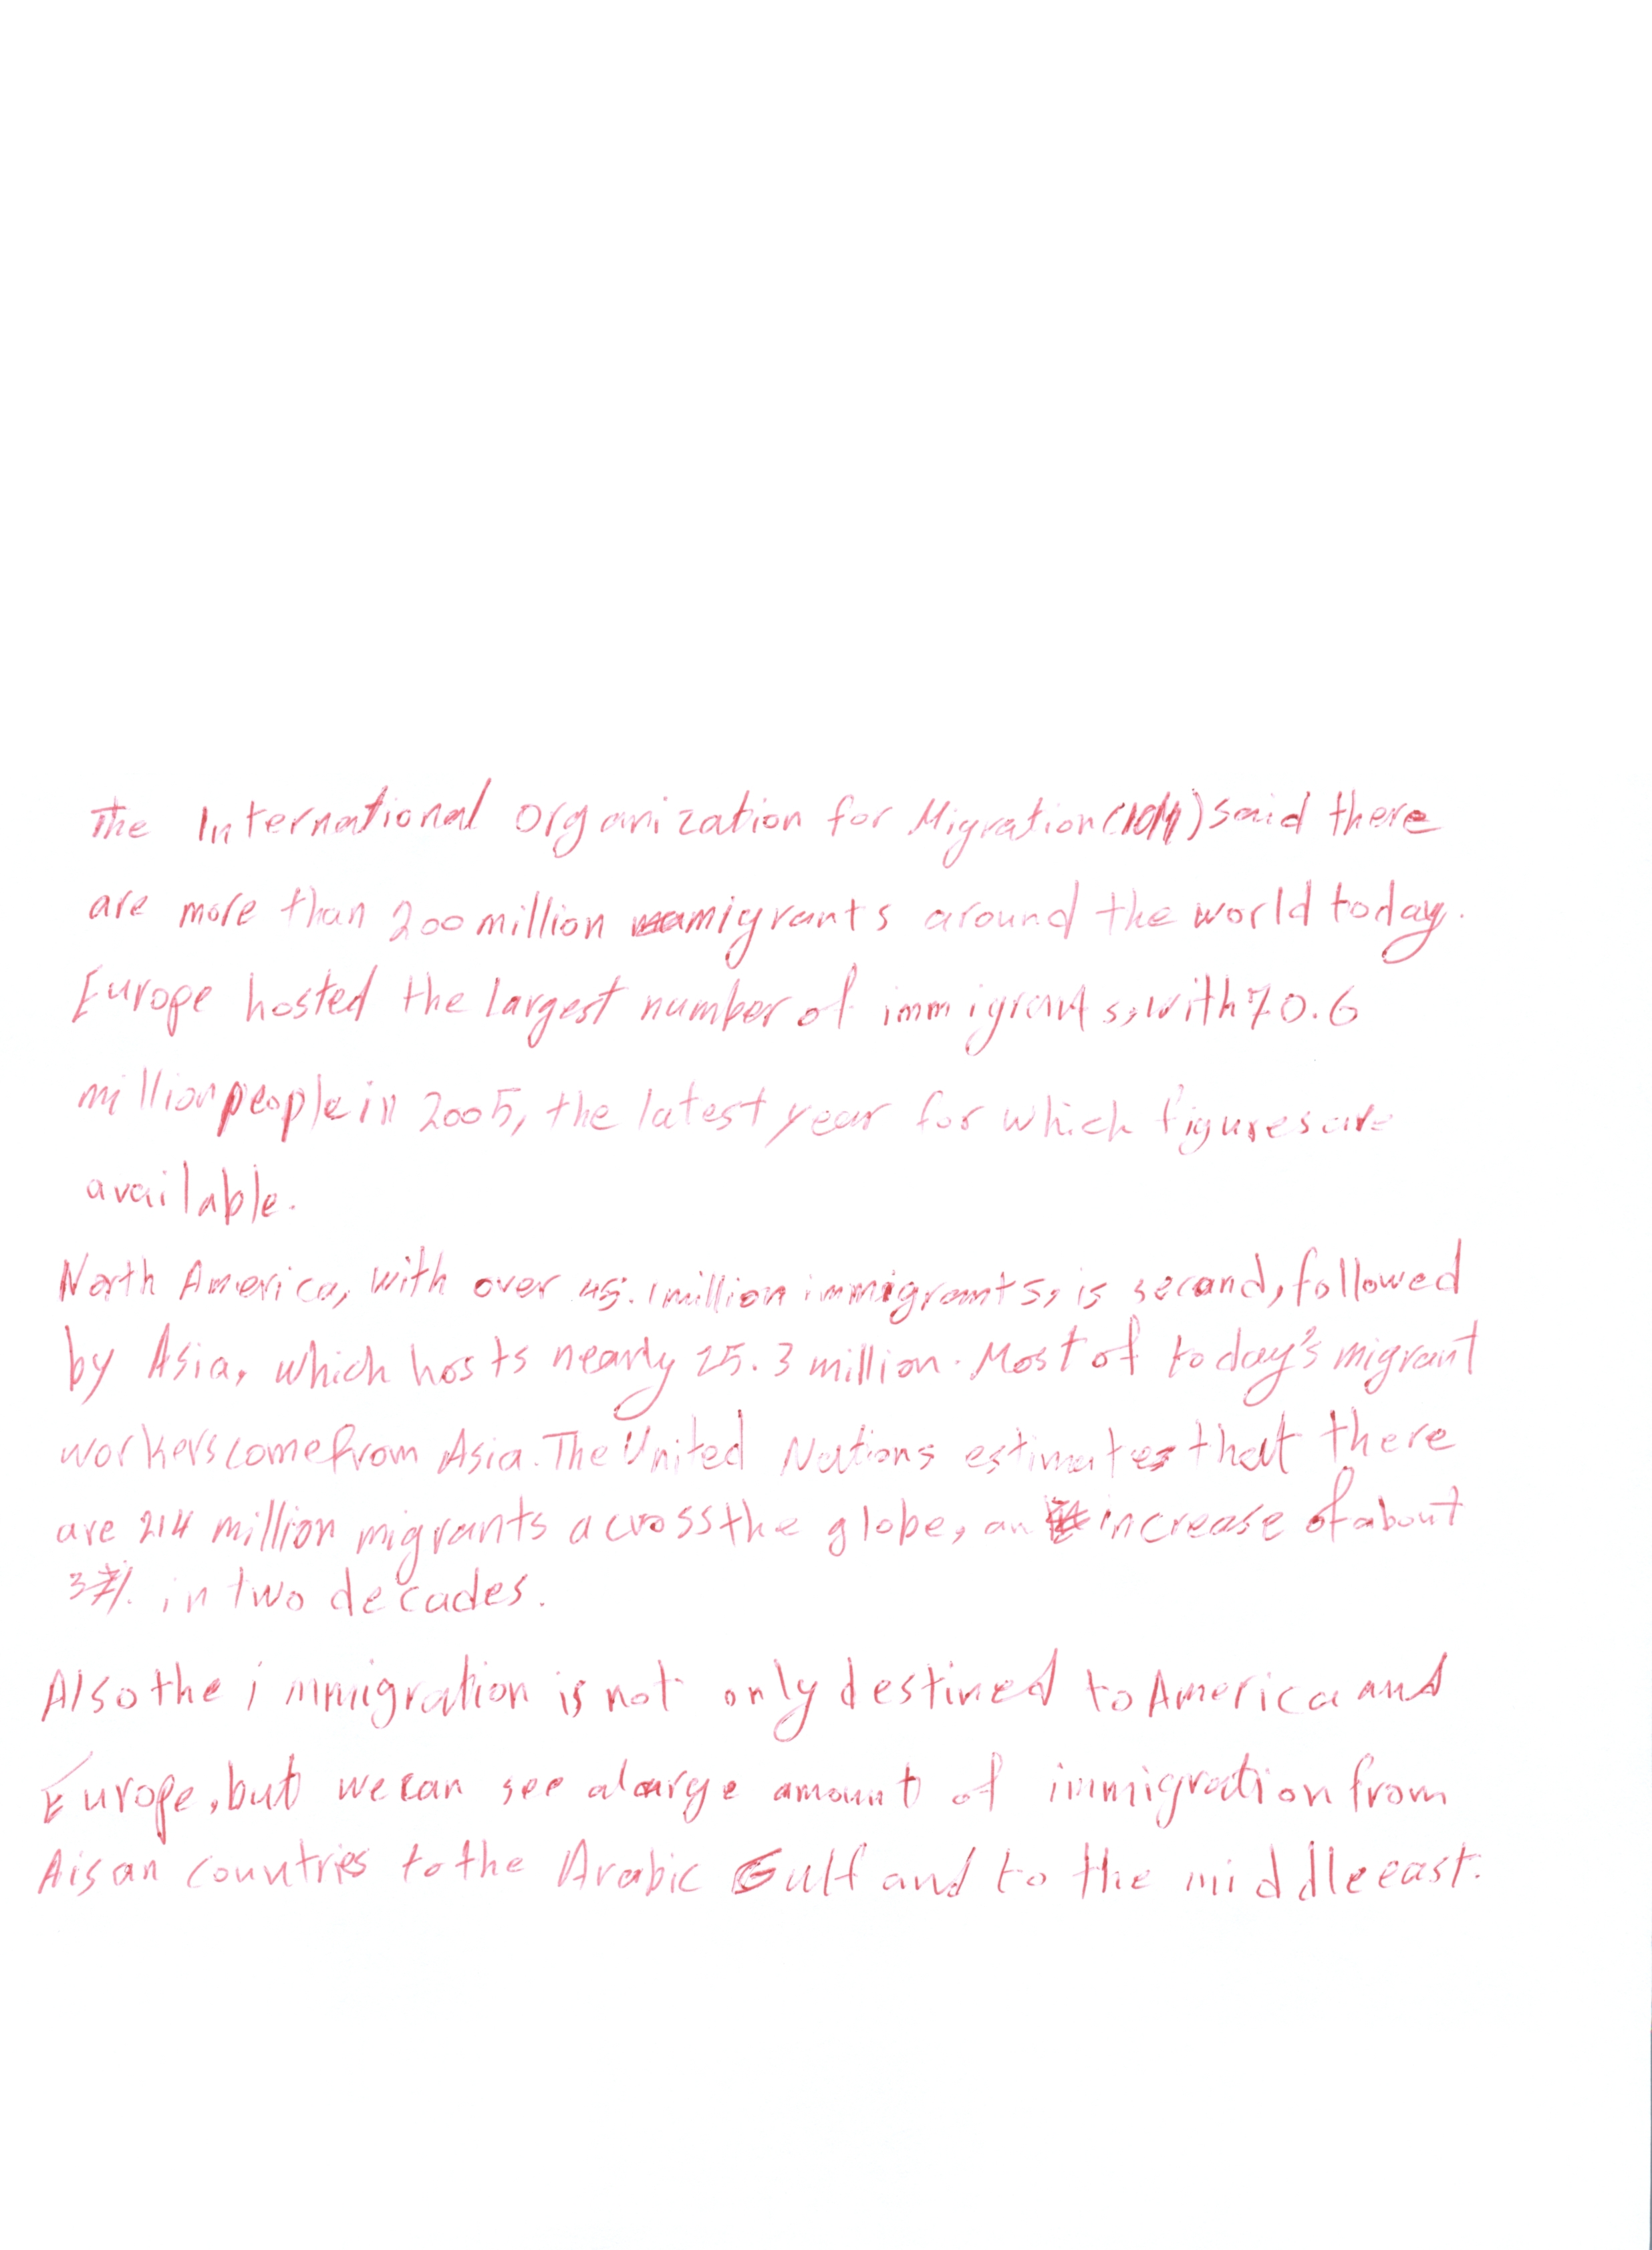 The International Organization for Migration (IOM) said there
are more than 200 million migrants around the world today.
Europe hosted the largest number of immigrants, with 70.6
million people in 2005, the latest year for which figures are
available.
North America, with over 45.1 million immigrants, is second, followed
by Asia, which hosts nearly 25.3 million. Most of today's migrant
workers come from Asia. The United Nations estimates that there
are 214 million migrants across the globe, an increase of about
37% in two decades.
Also the immigration is not only destined to America and
Europe, but we can see a large amount of immigration from
Aisan countries to the Arabic Gulf and to the middle east.